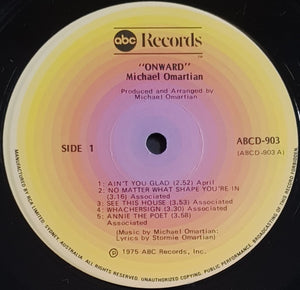 abc Records
"ONWARD"
Michael Omartian
Produced and Arranged by
Michael Omartian
SIDE 1
ABCD-903
(ABCD-903 A)
1: AIN'T YOU GLAD (2.52) April
2: NO MATTER WHAT SHAPE YOU'RE IN
(3.16) Associated
3: SEE THIS HOUSE (3.53) Associated
4: WHACHERSION (3.30) Associated
5: ANNIE THE POET (3.58)
Associated
(Music by Michael Omartian;
Lyrics by Stormie Omartian)
℗ 1975 ABC Records, Inc.
MANUFACTURED BY RCA LIMITED, SYDNEY, AUSTRALIA. ALL RIGHTS RESERVED. UNAUTHORIZED COPYING, PUBLIC PERFORMANCE, BROADCASTING OF THIS RECORD FORBIDDEN